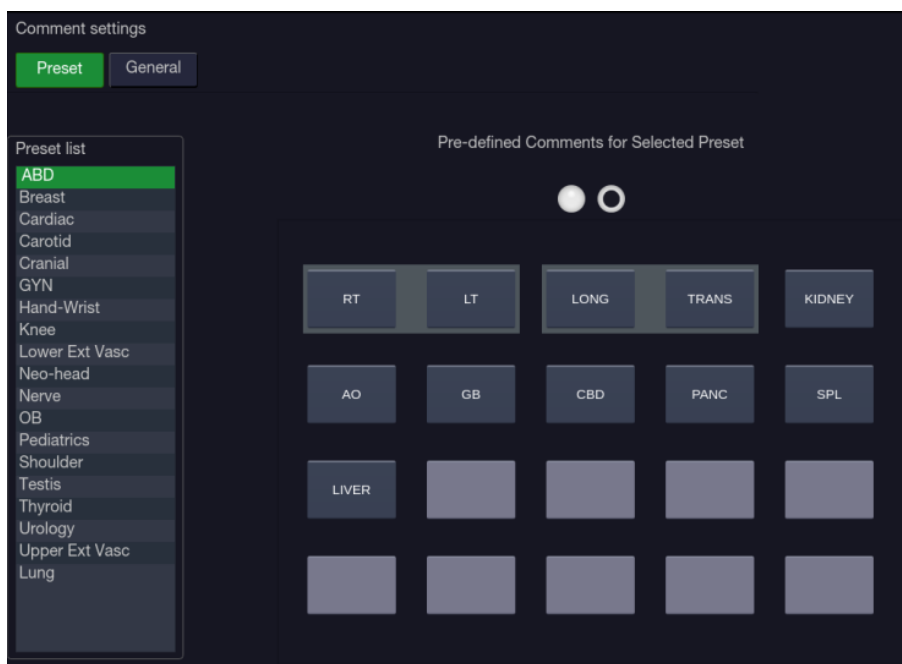 Comment settings
Preset General
Preset list
ABD
Breast
Cardiac
Carotid
Cranial
GYN
Hand-Wrist
Knee
Lower Ext Vasc
Neo-head
Nerve
OB
Pediatrics
Shoulder
Testis
Thyroid
Urology
Upper Ext Vasc
Lung
Pre-defined Comments for Selected Preset
RT LT LONG TRANS KIDNEY
AO GB CBD PANC SPL
LIVER